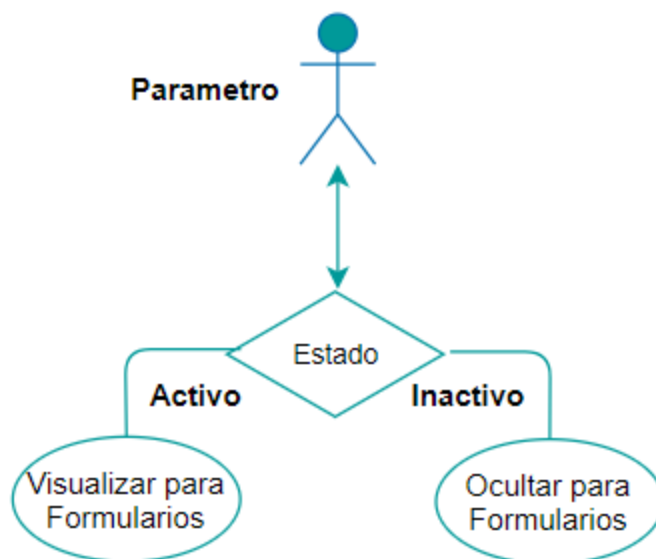 Parametro
Estado
Activo
Inactivo
Visualizar para
Formularios
Ocultar para
Formularios